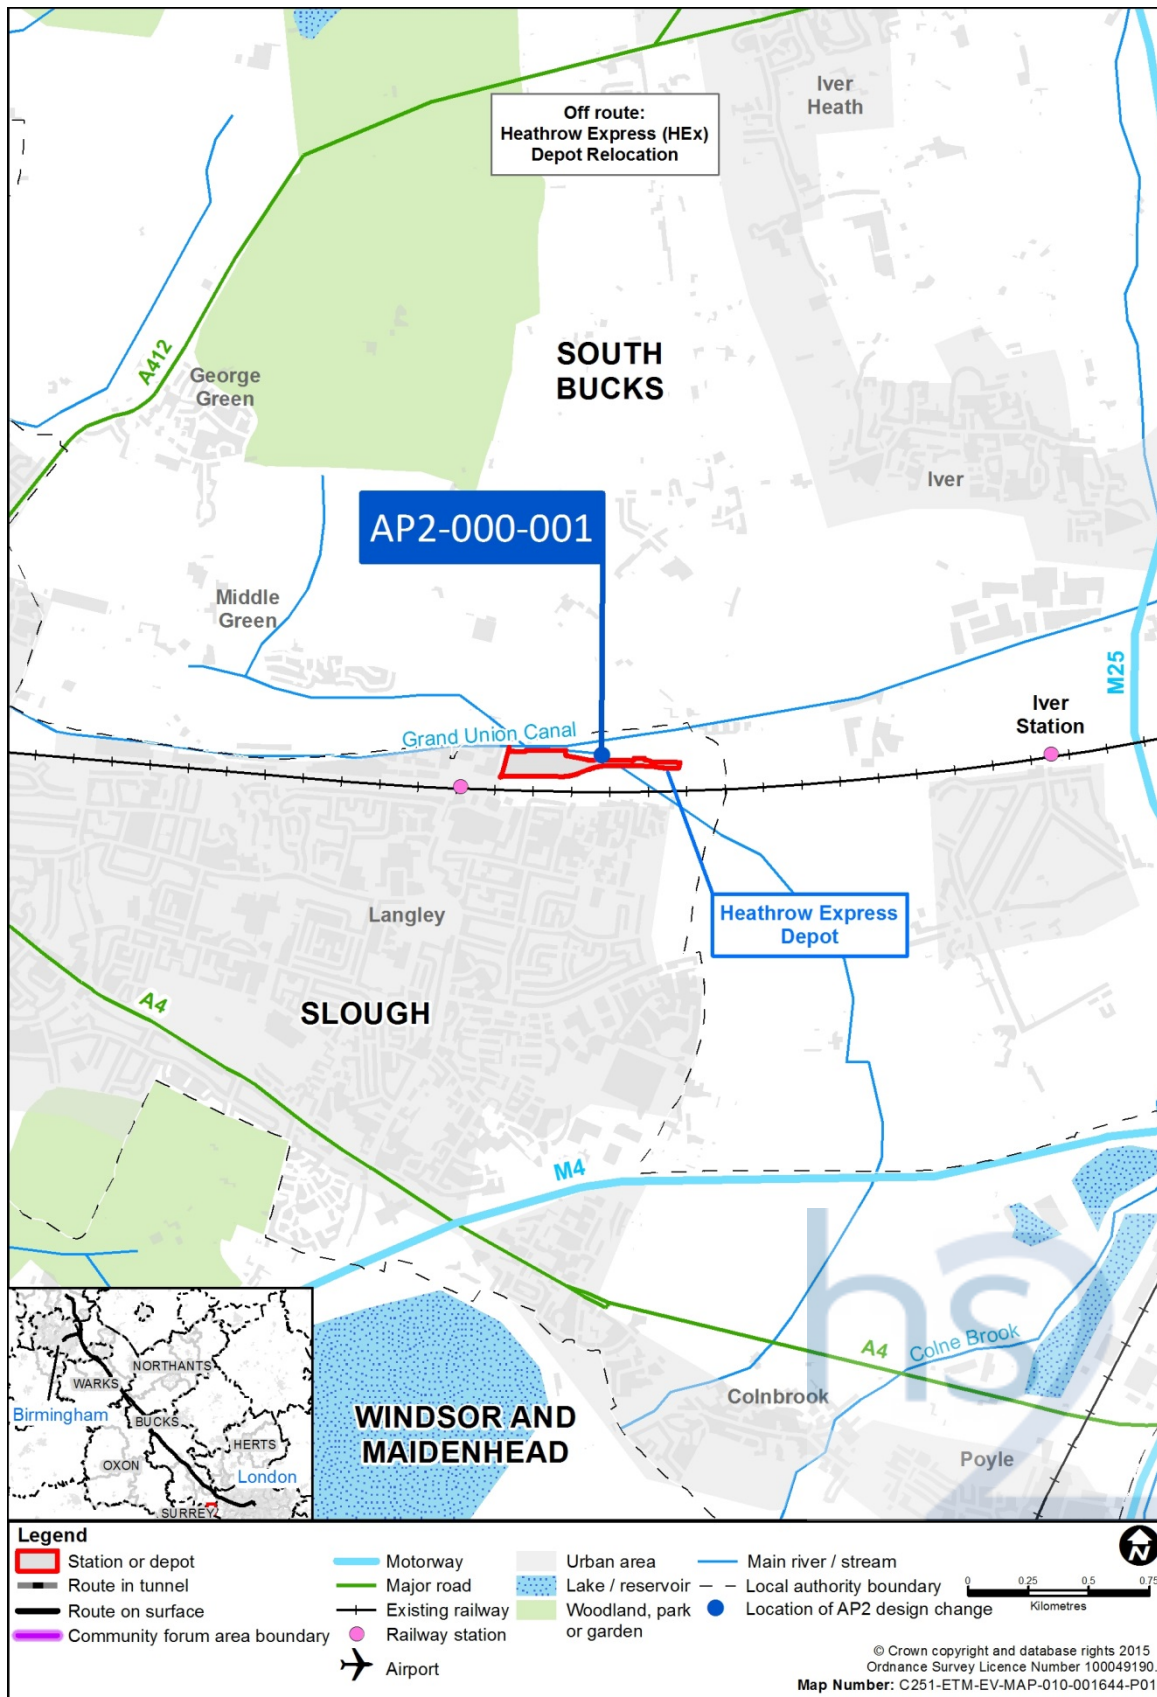 Iver
Heath
Off route:
Heathrow Express (HEx)
Depot Relocation
SOUTH
BUCKS
A412
George
Green
Iver
AP2-000-001
Middle
Green
M25
Iver
Station
Grand Union Canal
Heathrow Express
Depot
Langley
A4
SLOUGH
M4
hs2
A4
Colne Brook
Colnbrook
WINDSOR AND
MAIDENHEAD
Poyle
NORTHANTS
WARKS
Birmingham
BUCKS
HERTS
OXON
London
SURREY
Legend
Station or depot
Route in tunnel
Route on surface
Community forum area boundary
Motorway
Major road
Existing railway
Railway station
Airport
Urban area
Lake / reservoir
Woodland, park
or garden
Main river / stream
Local authority boundary
Location of AP2 design change
N
0 0.25 0.5 0.75
Kilometres
© Crown copyright and database rights 2015
Ordnance Survey Licence Number 100049190.
Map Number: C251-ETM-EV-MAP-010-001644-P01